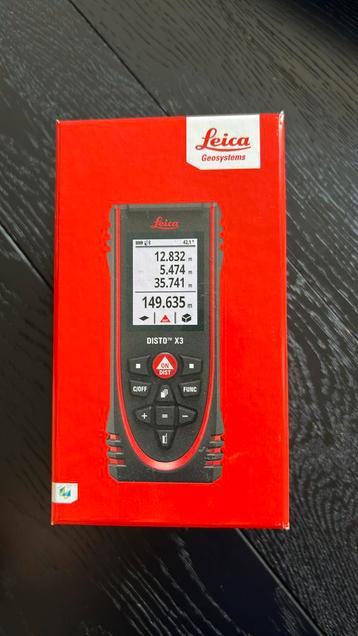 Leica
Geosystems
Leica
42,1°
12.832 m
5.474 m
35.741 m
149.635 m
DISTO™ X3
ON
DIST
C/OFF
FUNC
+ = −